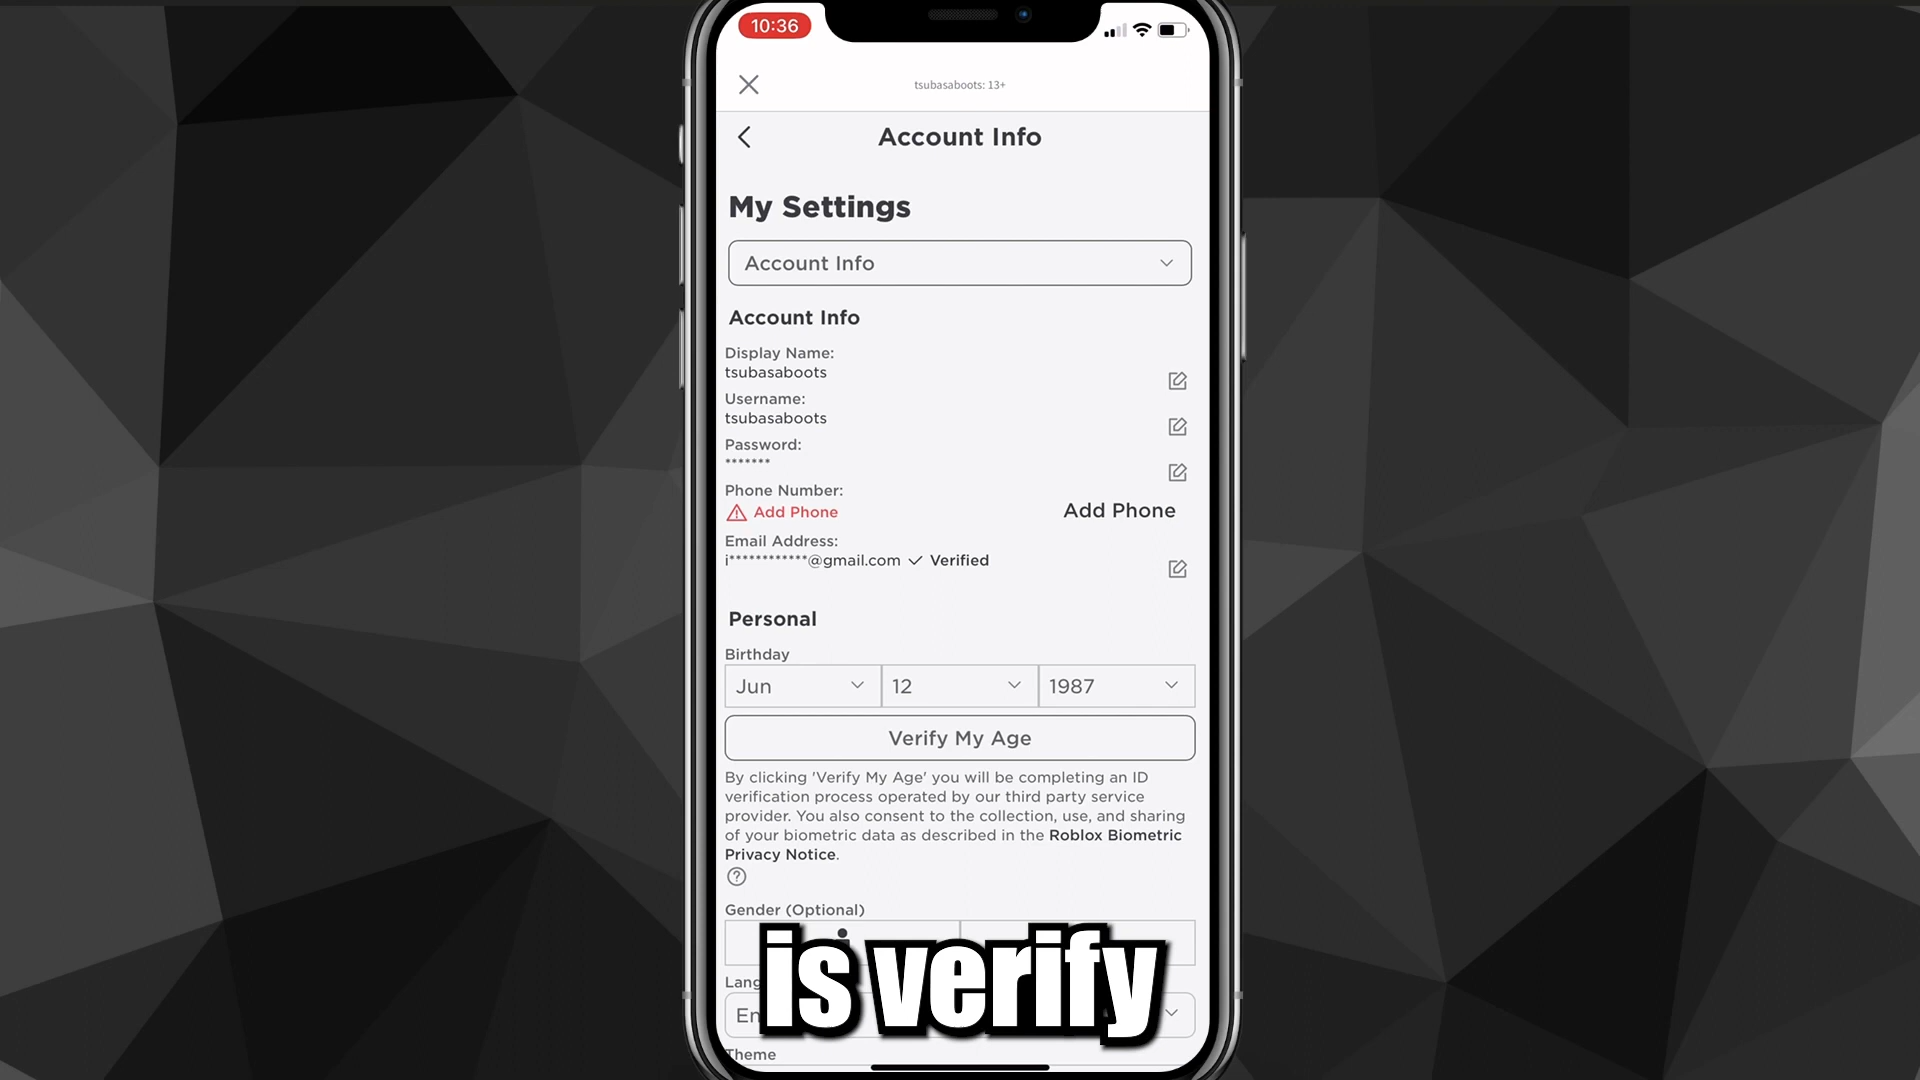 10:36
tsubasaboots: 13+
Account Info
My Settings
Account Info
Account Info
Display Name:
tsubasaboots
Username:
tsubasaboots
Password:
*******
Phone Number:
Add Phone
Add Phone
Email Address:
i************@gmail.com ✓ Verified
Personal
Birthday
Jun 12 1987
Verify My Age
By clicking 'Verify My Age' you will be completing an ID
verification process operated by our third party service
provider. You also consent to the collection, use, and sharing
of your biometric data as described in the Roblox Biometric
Privacy Notice.
Gender (Optional)
is verify
Theme